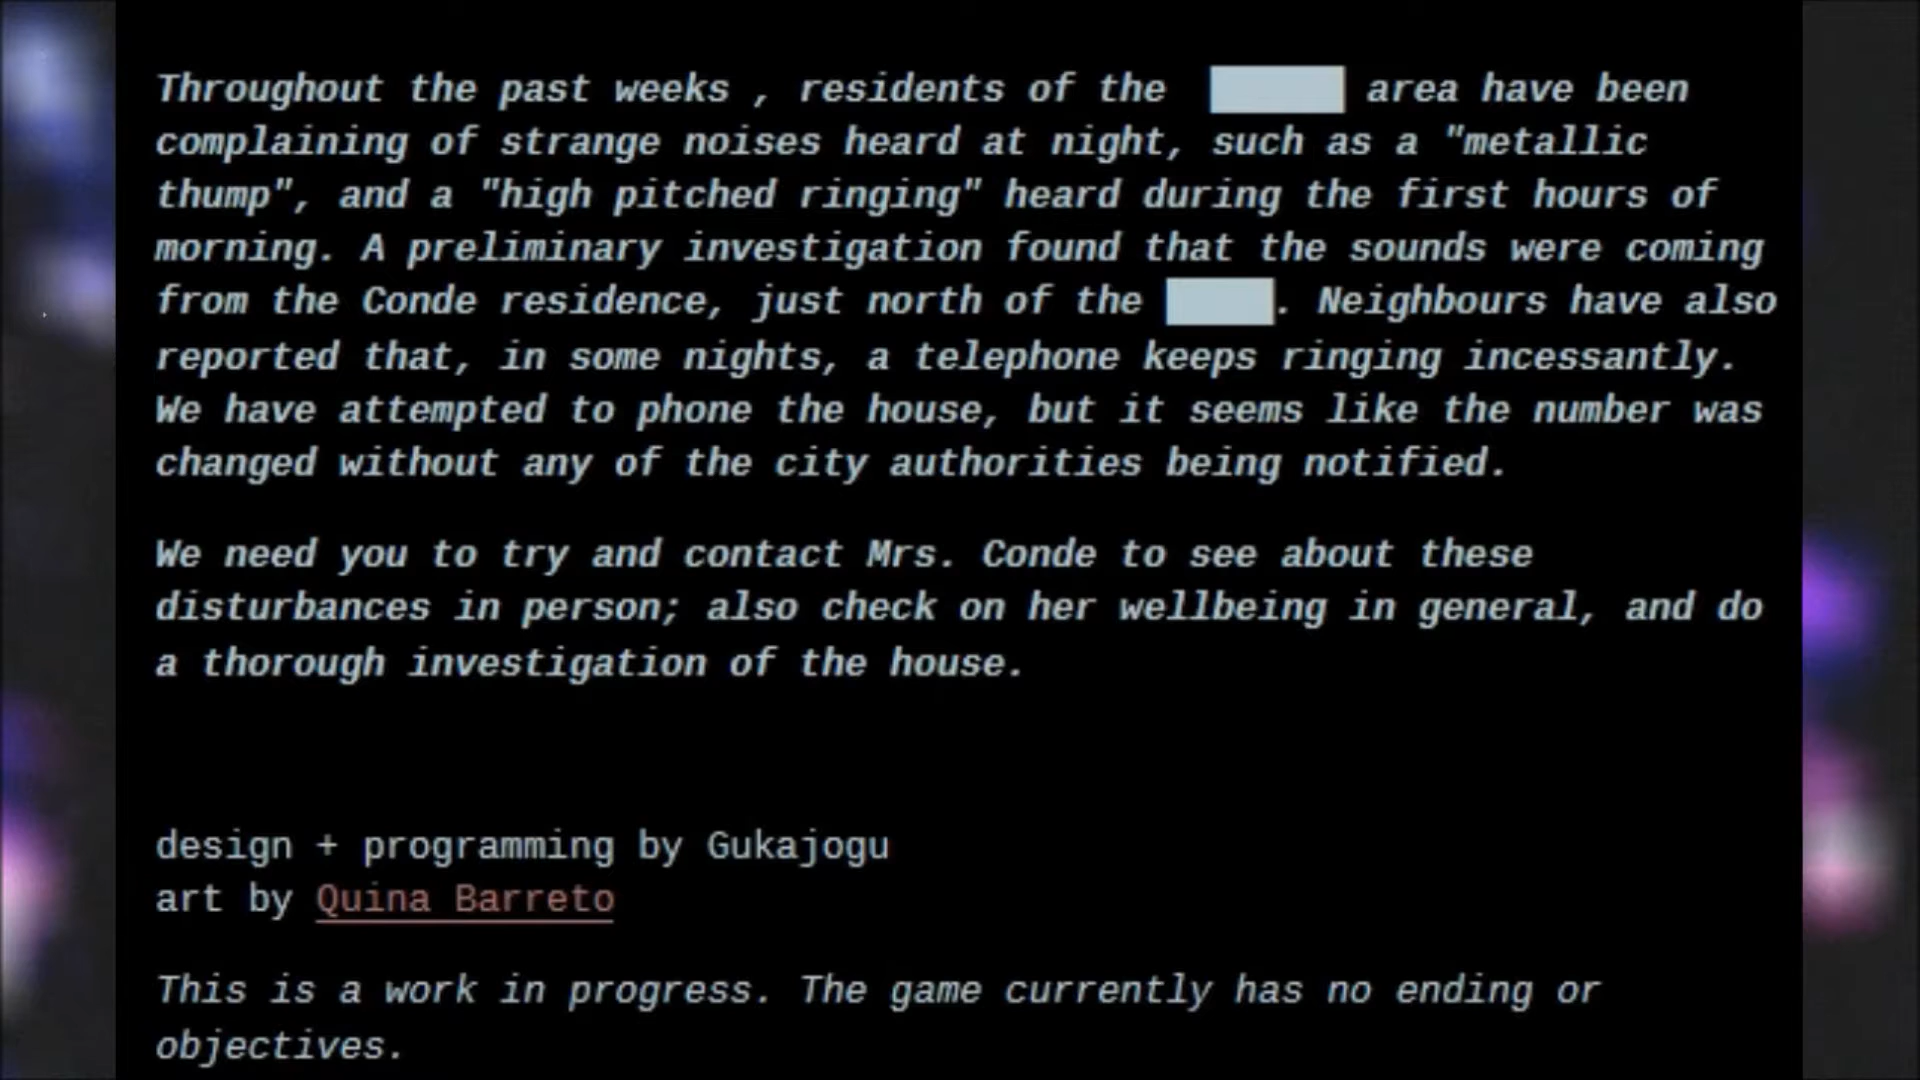 Throughout the past weeks , residents of the area have been
complaining of strange noises heard at night, such as a "metallic
thump", and a "high pitched ringing" heard during the first hours of
morning. A preliminary investigation found that the sounds were coming
from the Conde residence, just north of the . Neighbours have also
reported that, in some nights, a telephone keeps ringing incessantly.
We have attempted to phone the house, but it seems like the number was
changed without any of the city authorities being notified.
We need you to try and contact Mrs. Conde to see about these
disturbances in person; also check on her wellbeing in general, and do
a thorough investigation of the house.
design + programming by Gukajogu
art by Quina Barreto
This is a work in progress. The game currently has no ending or
objectives.